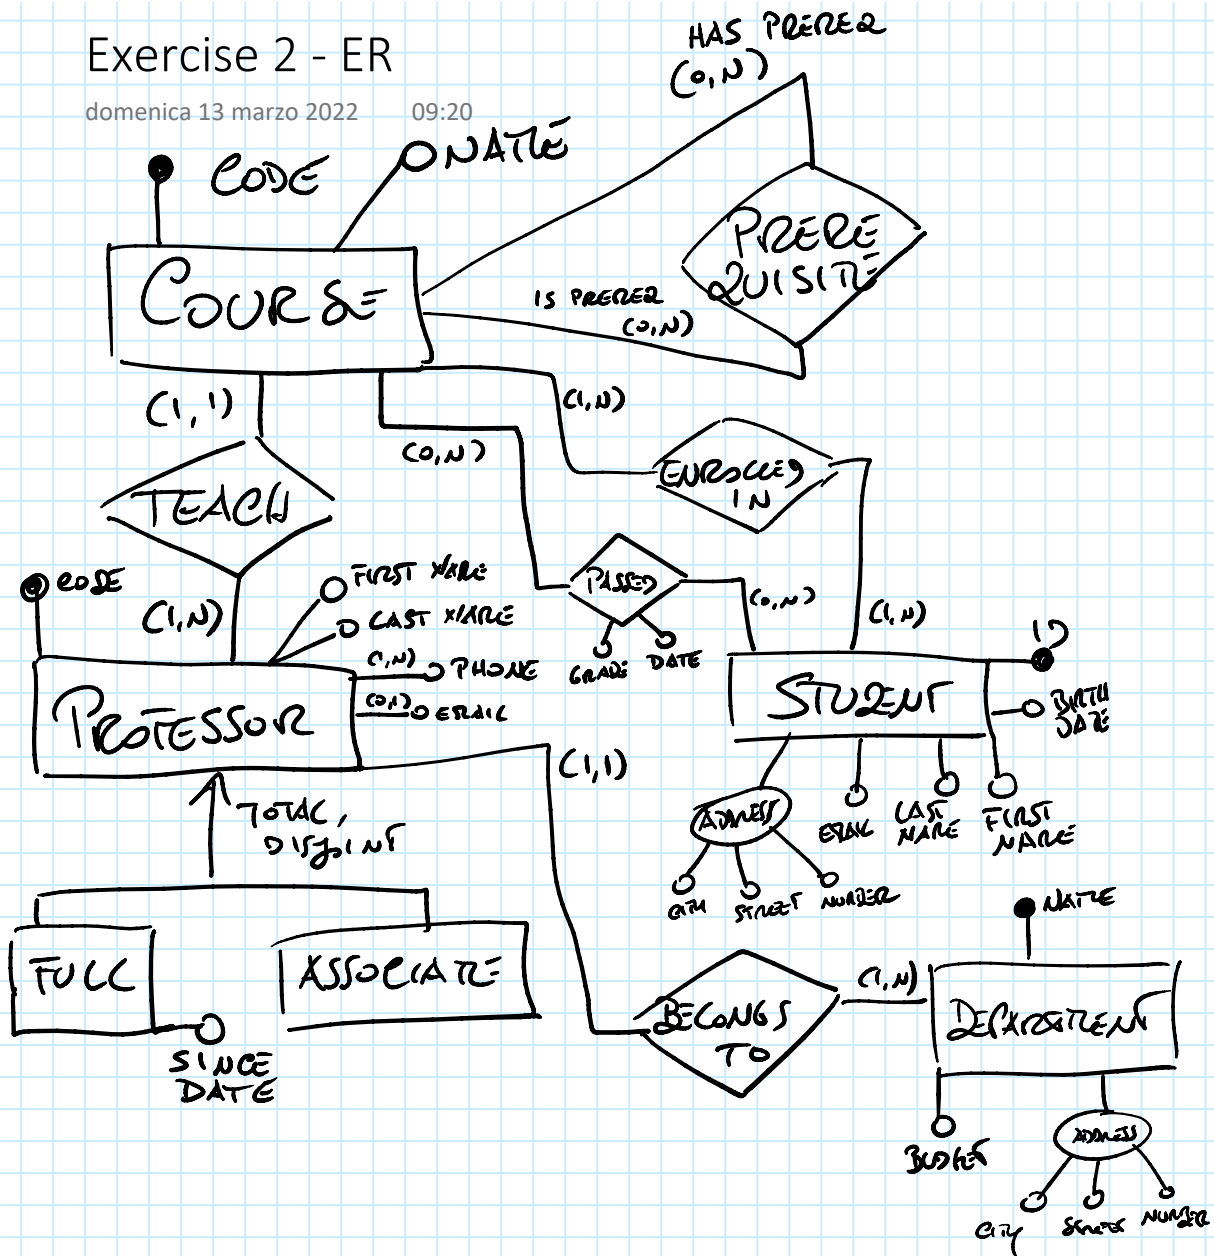 Exercise 2 - ER
domenica 13 marzo 2022 09:20
HAS PREREQ
(0,N)
CODE
NAME
COURSE
PRERE
QUISITE
IS PREREQ
(0,N)
(1,1)
(0,N)
(1,N)
ENROLLED
IN
TEACH
CODE
FIRST NAME
LAST NAME
(1,N)
PASSED
(0,N)
(1,N)
GRADE
DATE
(1,N) PHONE
(0,1) EMAIL
PROFESSOR
ID
STUDENT
BIRTH
DATE
(1,1)
TOTAL,
DISJOINT
ADDRESS
EMAIL
LAST
NAME
FIRST
NAME
CITY
STREET
NUMBER
FULL
ASSOCIATE
SINCE
DATE
NAME
BELONGS
TO
(1,N)
DEPARTMENT
BUDGET
ADDRESS
CITY
STREET
NUMBER